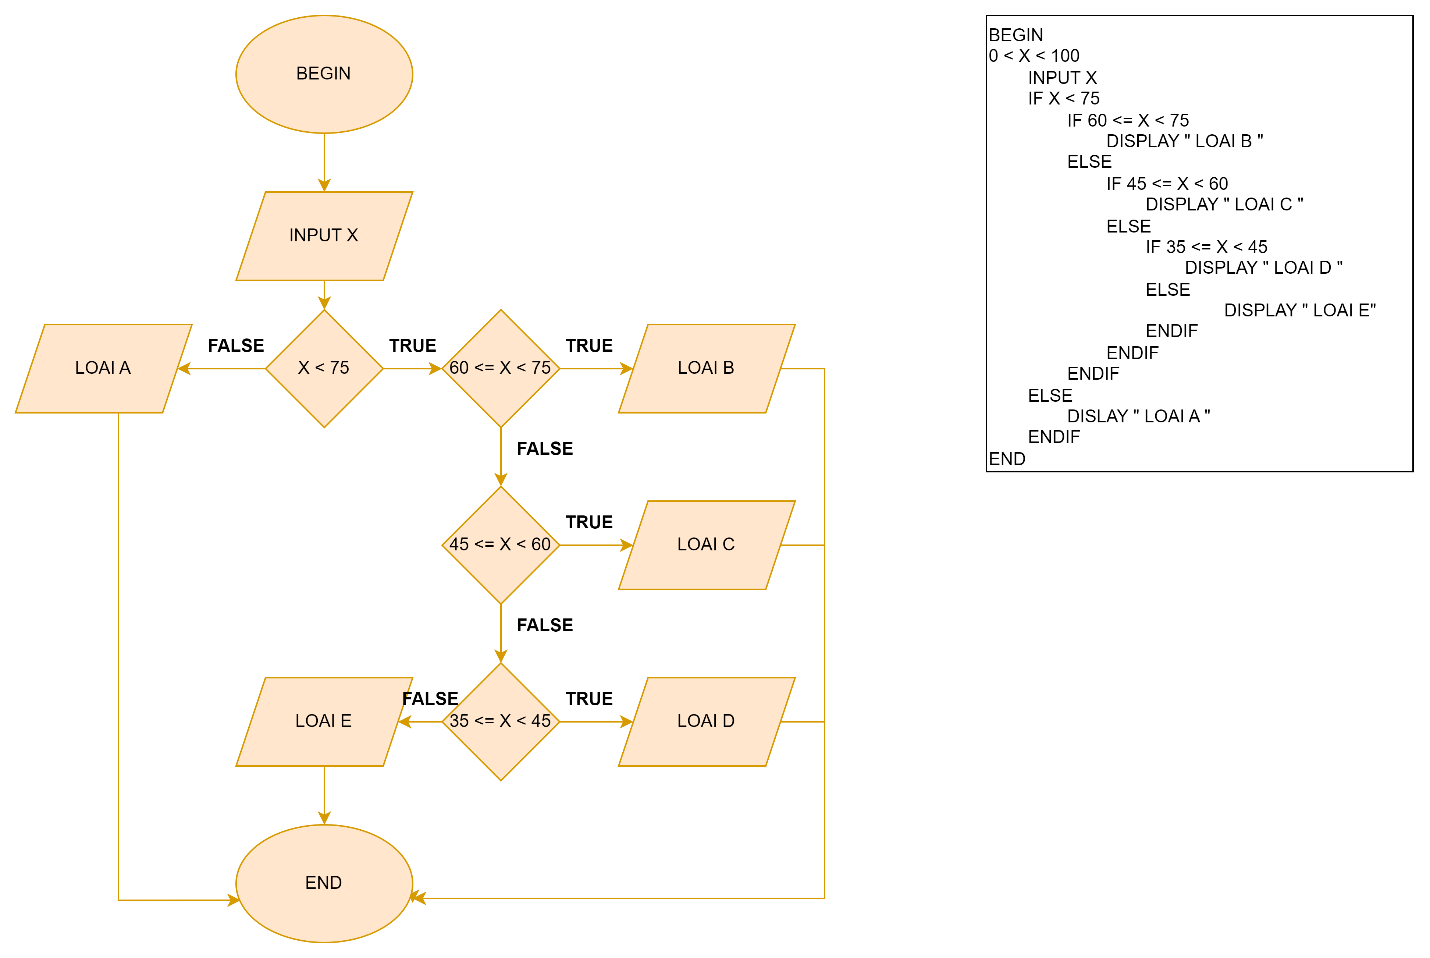 BEGIN
INPUT X
X < 75
FALSE
TRUE
LOAI A
60 <= X < 75
TRUE
LOAI B
FALSE
45 <= X < 60
TRUE
LOAI C
FALSE
35 <= X < 45
FALSE
TRUE
LOAI E
LOAI D
END
BEGIN
0 < X < 100
INPUT X
IF X < 75
IF 60 <= X < 75
DISPLAY " LOAI B "
ELSE
IF 45 <= X < 60
DISPLAY " LOAI C "
ELSE
IF 35 <= X < 45
DISPLAY " LOAI D "
ELSE
DISPLAY " LOAI E"
ENDIF
ENDIF
ENDIF
ELSE
DISLAY " LOAI A "
ENDIF
END